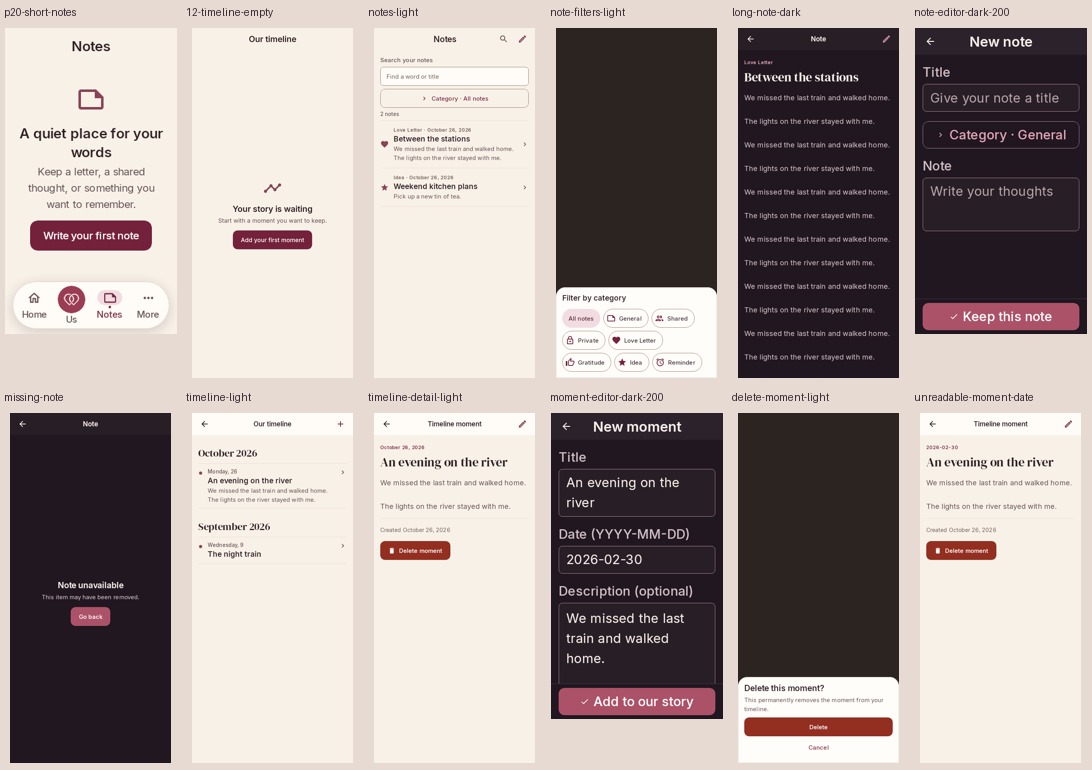 p20-short-notes
Notes
A quiet place for your
words
Keep a letter, a shared
thought, or something you
want to remember.
Write your first note
Home
Us
Notes
More
12-timeline-empty
Our timeline
Your story is waiting
Start with a moment you want to keep.
Add your first moment
notes-light
Notes
Search your notes
Find a word or title
Category · All notes
2 notes
Love Letter · October 26, 2026
Between the stations
We missed the last train and walked home.
The lights on the river stayed with me.
Idea · October 26, 2026
Weekend kitchen plans
Pick up a new tin of tea.
note-filters-light
Filter by category
All notes
General
Shared
Private
Love Letter
Gratitude
Idea
Reminder
long-note-dark
Note
Love Letter
Between the stations
We missed the last train and walked home.
The lights on the river stayed with me.
We missed the last train and walked home.
The lights on the river stayed with me.
We missed the last train and walked home.
The lights on the river stayed with me.
We missed the last train and walked home.
The lights on the river stayed with me.
We missed the last train and walked home.
The lights on the river stayed with me.
We missed the last train and walked home.
The lights on the river stayed with me.
note-editor-dark-200
New note
Title
Give your note a title
Category · General
Note
Write your thoughts
Keep this note
missing-note
Note
Note unavailable
This item may have been removed.
Go back
timeline-light
Our timeline
October 2026
Monday, 26
An evening on the river
We missed the last train and walked home.
The lights on the river stayed with me.
September 2026
Wednesday, 9
The night train
timeline-detail-light
Timeline moment
October 26, 2026
An evening on the river
We missed the last train and walked home.
The lights on the river stayed with me.
Created October 26, 2026
Delete moment
moment-editor-dark-200
New moment
Title
An evening on the
river
Date (YYYY-MM-DD)
2026-02-30
Description (optional)
We missed the last
train and walked
home.
Add to our story
delete-moment-light
Delete this moment?
This permanently removes the moment from your
timeline.
Delete
Cancel
unreadable-moment-date
Timeline moment
2026-02-30
An evening on the river
We missed the last train and walked home.
The lights on the river stayed with me.
Created October 26, 2026
Delete moment